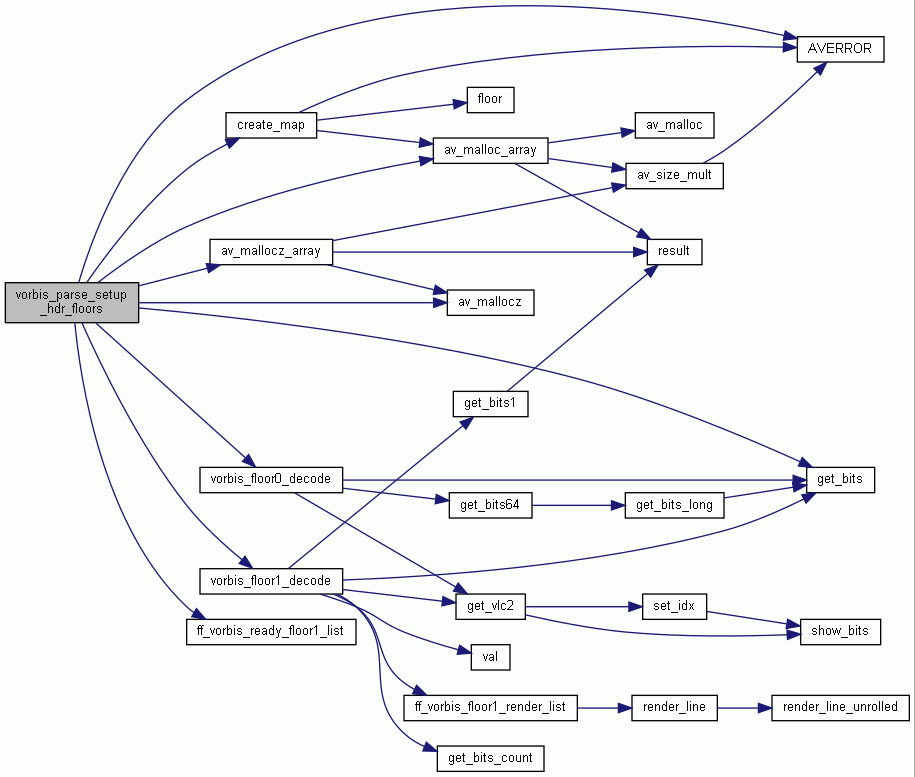 AVERROR
floor
create_map
av_malloc
av_malloc_array
av_size_mult
av_mallocz_array
result
vorbis_parse_setup
_hdr_floors
av_mallocz
get_bits1
vorbis_floor0_decode
get_bits
get_bits64
get_bits_long
vorbis_floor1_decode
get_vlc2
set_idx
ff_vorbis_ready_floor1_list
show_bits
val
ff_vorbis_floor1_render_list
render_line
render_line_unrolled
get_bits_count